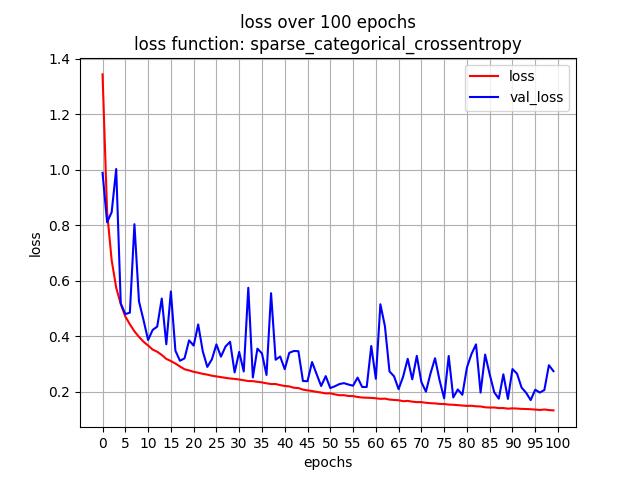 loss over 100 epochs
loss function: sparse_categorical_crossentropy
loss
val_loss
1.4
1.2
1.0
0.8
0.6
0.4
0.2
loss
0 5 10 15 20 25 30 35 40 45 50 55 60 65 70 75 80 85 90 95 100
epochs